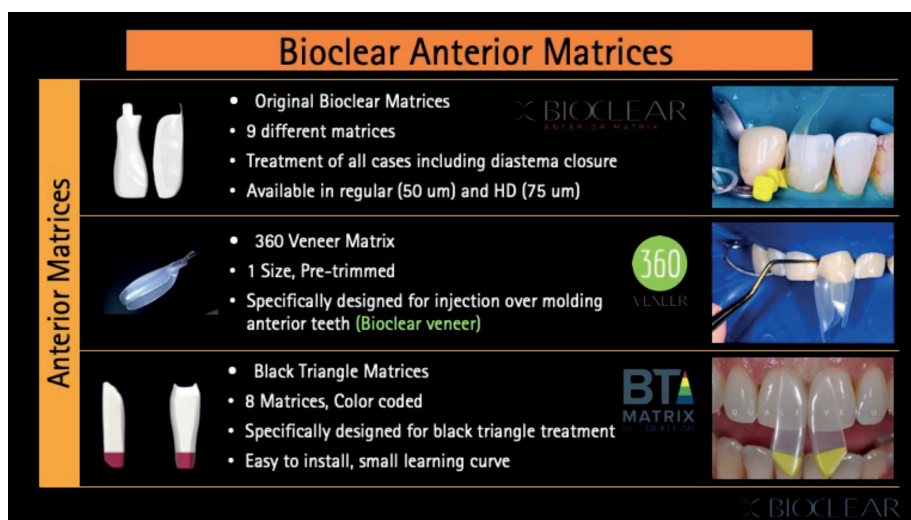 Bioclear Anterior Matrices
Anterior Matrices
• Original Bioclear Matrices
• 9 different matrices
• Treatment of all cases including diastema closure
• Available in regular (50 um) and HD (75 um)
BIOCLEAR
ANTERIOR MATRIX
• 360 Veneer Matrix
• 1 Size, Pre-trimmed
• Specifically designed for injection over molding
anterior teeth (Bioclear veneer)
360
VENEER
• Black Triangle Matrices
• 8 Matrices, Color coded
• Specifically designed for black triangle treatment
• Easy to install, small learning curve
BT
MATRIX
BY BIOCLEAR
BIOCLEAR